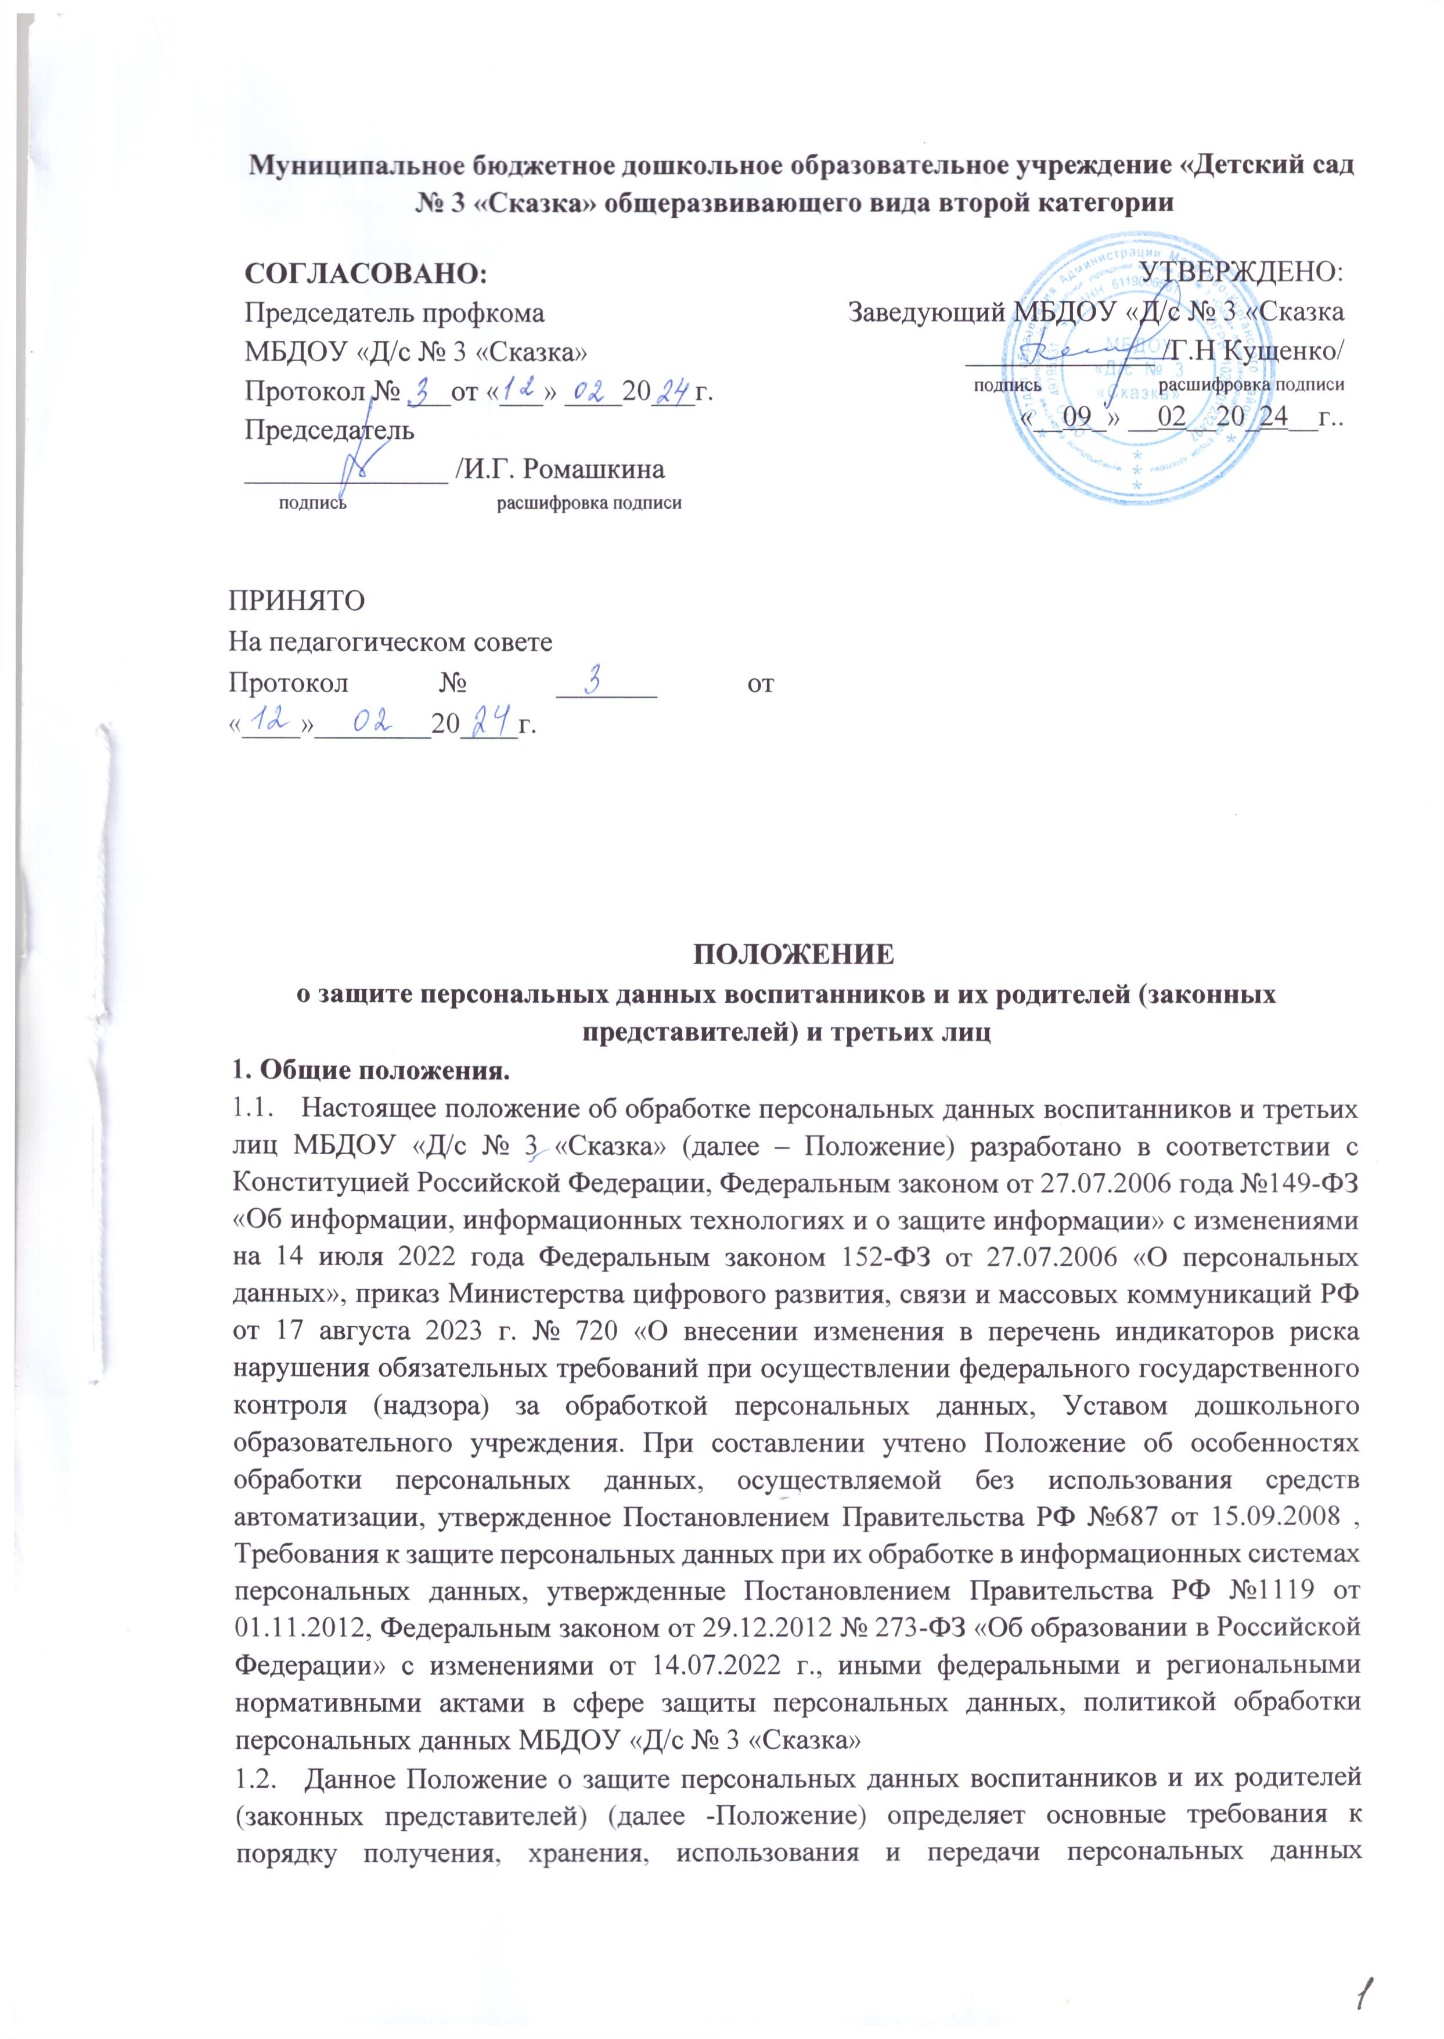 Муниципальное бюджетное дошкольное образовательное учреждение «Детский сад
№ 3 «Сказка» общеразвивающего вида второй категории
СОГЛАСОВАНО:
Председатель профкома
МБДОУ «Д/с № 3 «Сказка»
Протокол № 3 от «12» 02 2024г.
Председатель
______________ /И.Г. Ромашкина
подпись расшифровка подписи
УТВЕРЖДЕНО:
Заведующий МБДОУ «Д/с № 3 «Сказка
_____________/Г.Н Кущенко/
подпись расшифровка подписи
«__09_» __02__20_24__г..
МБДОУ
«Д/с № 3
«Сказка»
ПРИНЯТО
На педагогическом совете
Протокол № 3 от
«12» 02 2024г.
ПОЛОЖЕНИЕ
о защите персональных данных воспитанников и их родителей (законных
представителей) и третьих лиц
1. Общие положения.
1.1. Настоящее положение об обработке персональных данных воспитанников и третьих
лиц МБДОУ «Д/с № 3 «Сказка» (далее – Положение) разработано в соответствии с
Конституцией Российской Федерации, Федеральным законом от 27.07.2006 года №149-ФЗ
«Об информации, информационных технологиях и о защите информации» с изменениями
на 14 июля 2022 года Федеральным законом 152-ФЗ от 27.07.2006 «О персональных
данных», приказ Министерства цифрового развития, связи и массовых коммуникаций РФ
от 17 августа 2023 г. № 720 «О внесении изменения в перечень индикаторов риска
нарушения обязательных требований при осуществлении федерального государственного
контроля (надзора) за обработкой персональных данных, Уставом дошкольного
образовательного учреждения. При составлении учтено Положение об особенностях
обработки персональных данных, осуществляемой без использования средств
автоматизации, утвержденное Постановлением Правительства РФ №687 от 15.09.2008 ,
Требования к защите персональных данных при их обработке в информационных системах
персональных данных, утвержденные Постановлением Правительства РФ №1119 от
01.11.2012, Федеральным законом от 29.12.2012 № 273-ФЗ «Об образовании в Российской
Федерации» с изменениями от 14.07.2022 г., иными федеральными и региональными
нормативными актами в сфере защиты персональных данных, политикой обработки
персональных данных МБДОУ «Д/с № 3 «Сказка»
1.2. Данное Положение о защите персональных данных воспитанников и их родителей
(законных представителей) (далее -Положение) определяет основные требования к
порядку получения, хранения, использования и передачи персональных данных
1